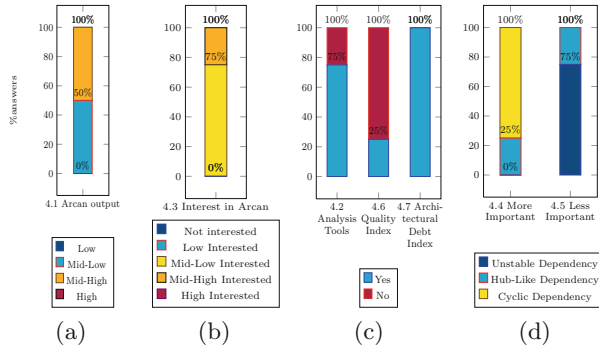 %answers
100
80
60
40
20
0
100%
50%
0%
4.1 Arcan output
Low
Mid-Low
Mid-High
High
(a)
100
80
60
40
20
0
100%
75%
0%
4.3 Interest in Arcan
Not interested
Low Interested
Mid-Low Interested
Mid-High Interested
High Interested
(b)
100
80
60
40
20
0
100% 100% 100%
75%
25%
4.2 Analysis Tools
4.6 Quality Index
4.7 Archi-
tectural
Debt
Index
Yes
No
(c)
100
80
60
40
20
0
100% 100%
75%
25%
0%
4.4 More
Important
4.5 Less
Important
Unstable Dependency
Hub-Like Dependency
Cyclic Dependency
(d)